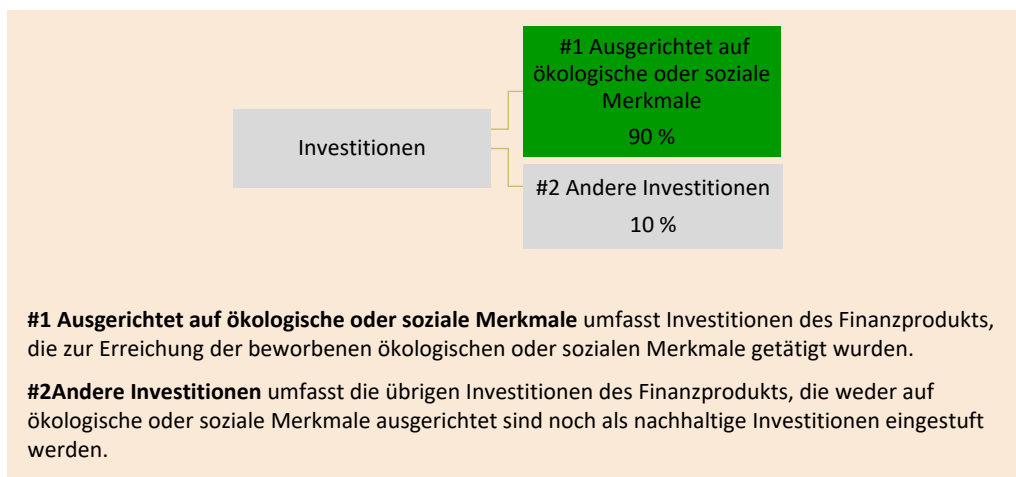 #1 Ausgerichtet auf
ökologische oder soziale
Merkmale
90 %
Investitionen
#2 Andere Investitionen
10 %
#1 Ausgerichtet auf ökologische oder soziale Merkmale umfasst Investitionen des Finanzprodukts,
die zur Erreichung der beworbenen ökologischen oder sozialen Merkmale getätigt wurden.
#2Andere Investitionen umfasst die übrigen Investitionen des Finanzprodukts, die weder auf
ökologische oder soziale Merkmale ausgerichtet sind noch als nachhaltige Investitionen eingestuft
werden.